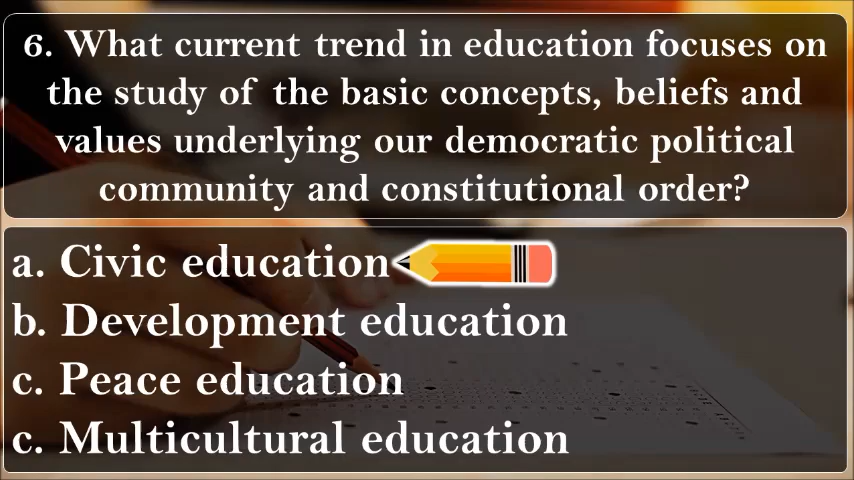 6. What current trend in education focuses on
the study of the basic concepts, beliefs and
values underlying our democratic political
community and constitutional order?
a. Civic education
b. Development education
c. Peace education
c. Multicultural education